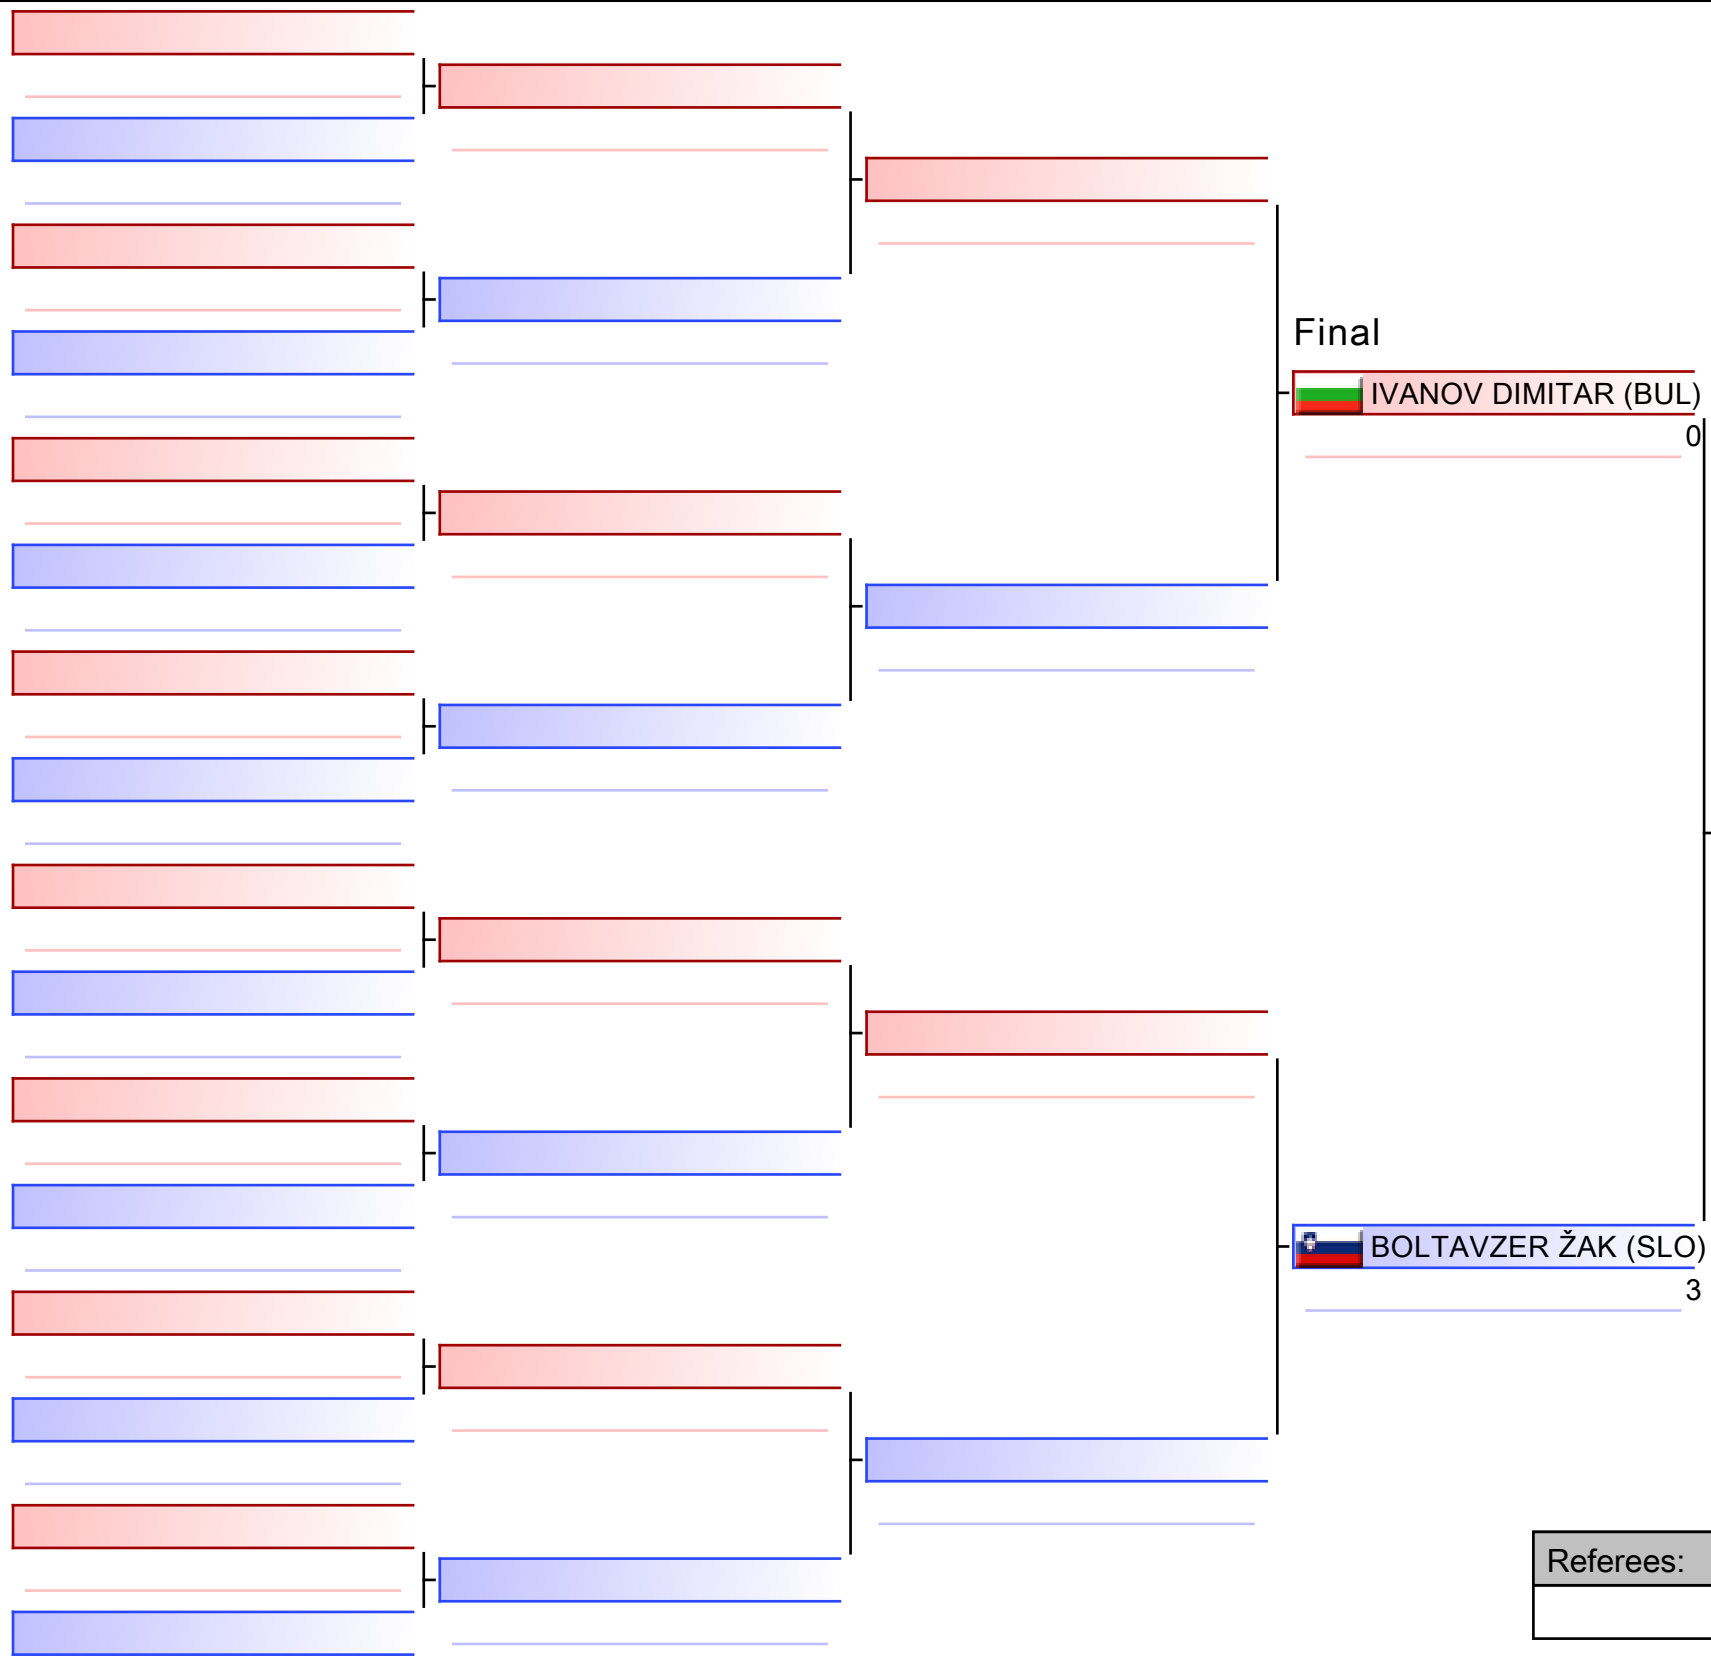 Final
IVANOV DIMITAR (BUL)
0
BOLTAVZER ŽAK (SLO)
3
Referees: